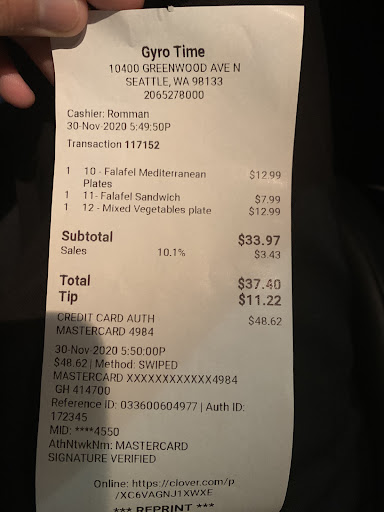 Gyro Time
10400 GREENWOOD AVE N
SEATTLE, WA 98133
2065278000
Cashier: Romman
30-Nov-2020 5:49:50P
Transaction 117152
1 10 - Falafel Mediterranean Plates $12.99
1 11- Falafel Sandwich $7.99
1 12 - Mixed Vegetables plate $12.99
Subtotal $33.97
Sales 10.1% $3.43
Total $37.40
Tip $11.22
CREDIT CARD AUTH $48.62
MASTERCARD 4984
30-Nov-2020 5:50:00P
$48.62 | Method: SWIPED
MASTERCARD XXXXXXXXXXXX4984
GH 414700
Reference ID: 033600604977 | Auth ID:
172345
MID: ****4550
AthNtwkNm: MASTERCARD
SIGNATURE VERIFIED
Online: https://clover.com/p
/XC6VAGNJ1XWXE
*** REPRINT ***